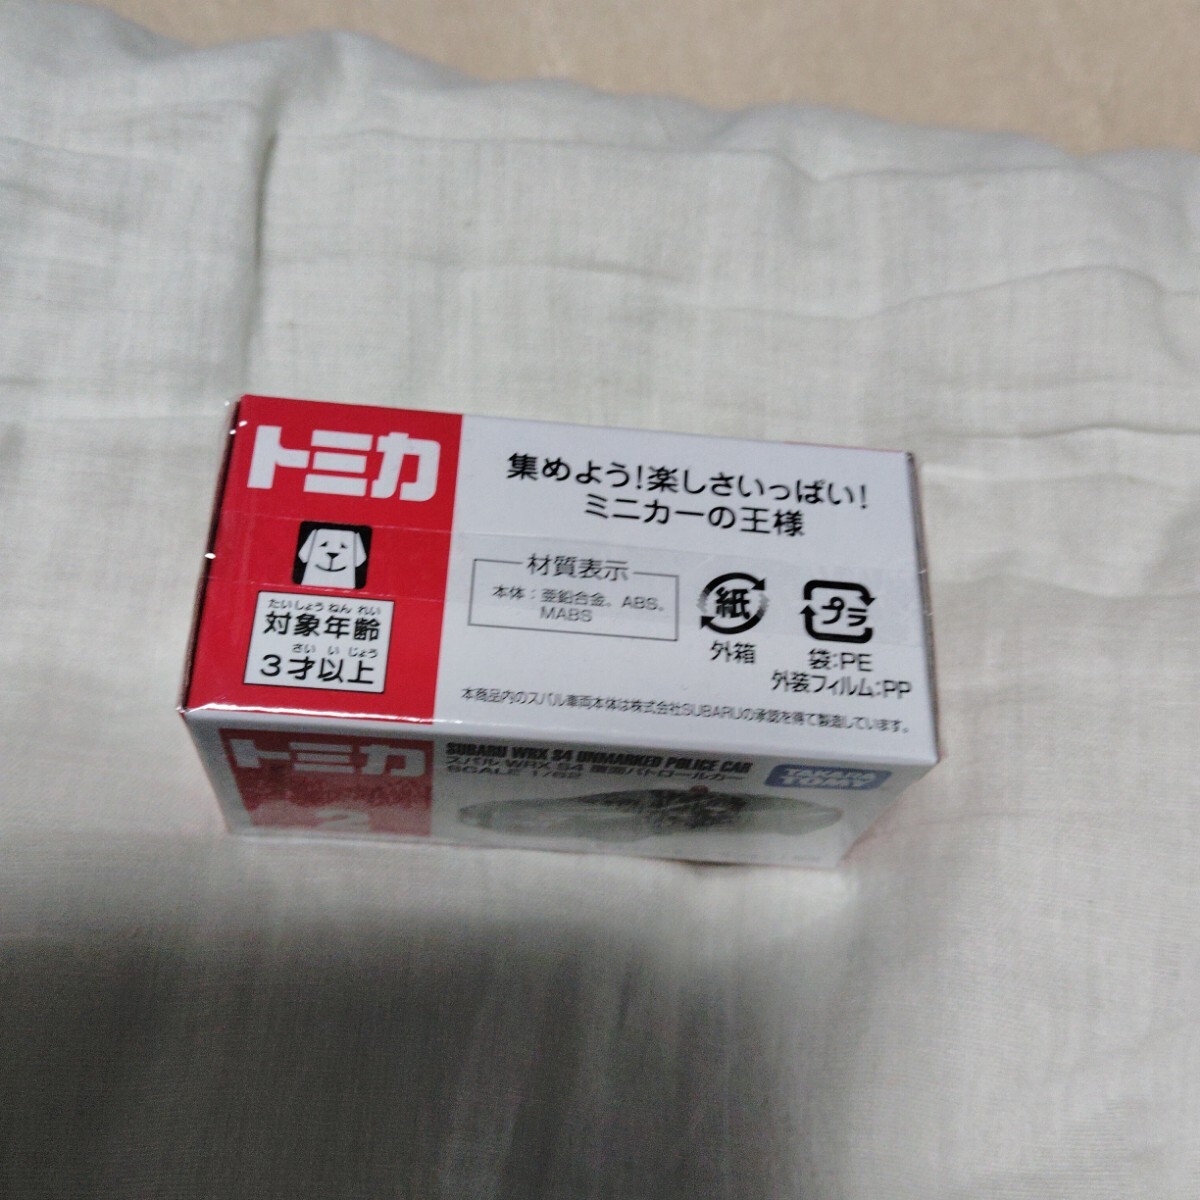 トミカ
たいしょうねんれい
対象年齢
さいいじょう
3才以上
集めよう!楽しさいっぱい!
ミニカーの王様
材質表示
本体:亜鉛合金、ABS、
MABS
紙
外箱
プラ
袋:PE
外装フィルム:PP
本商品内のスバル車両本体は株式会社SUBARUの承認を得て製造しています。
トミカ
2
SUBARU WRX S4 UNMARKED POLICE CAR
スバル WRX S4 覆面パトロールカー
SCALE 1/62
TAKARA
TOMY